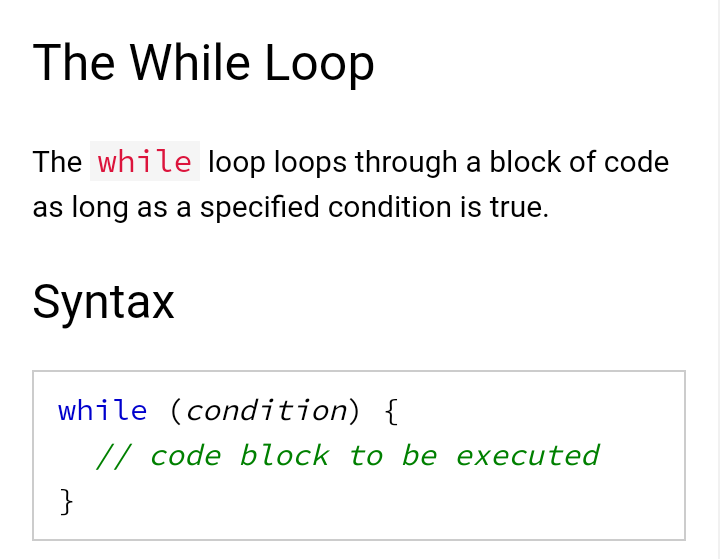 The While Loop
The while loop loops through a block of code
as long as a specified condition is true.
Syntax
while (condition) {
  // code block to be executed
}